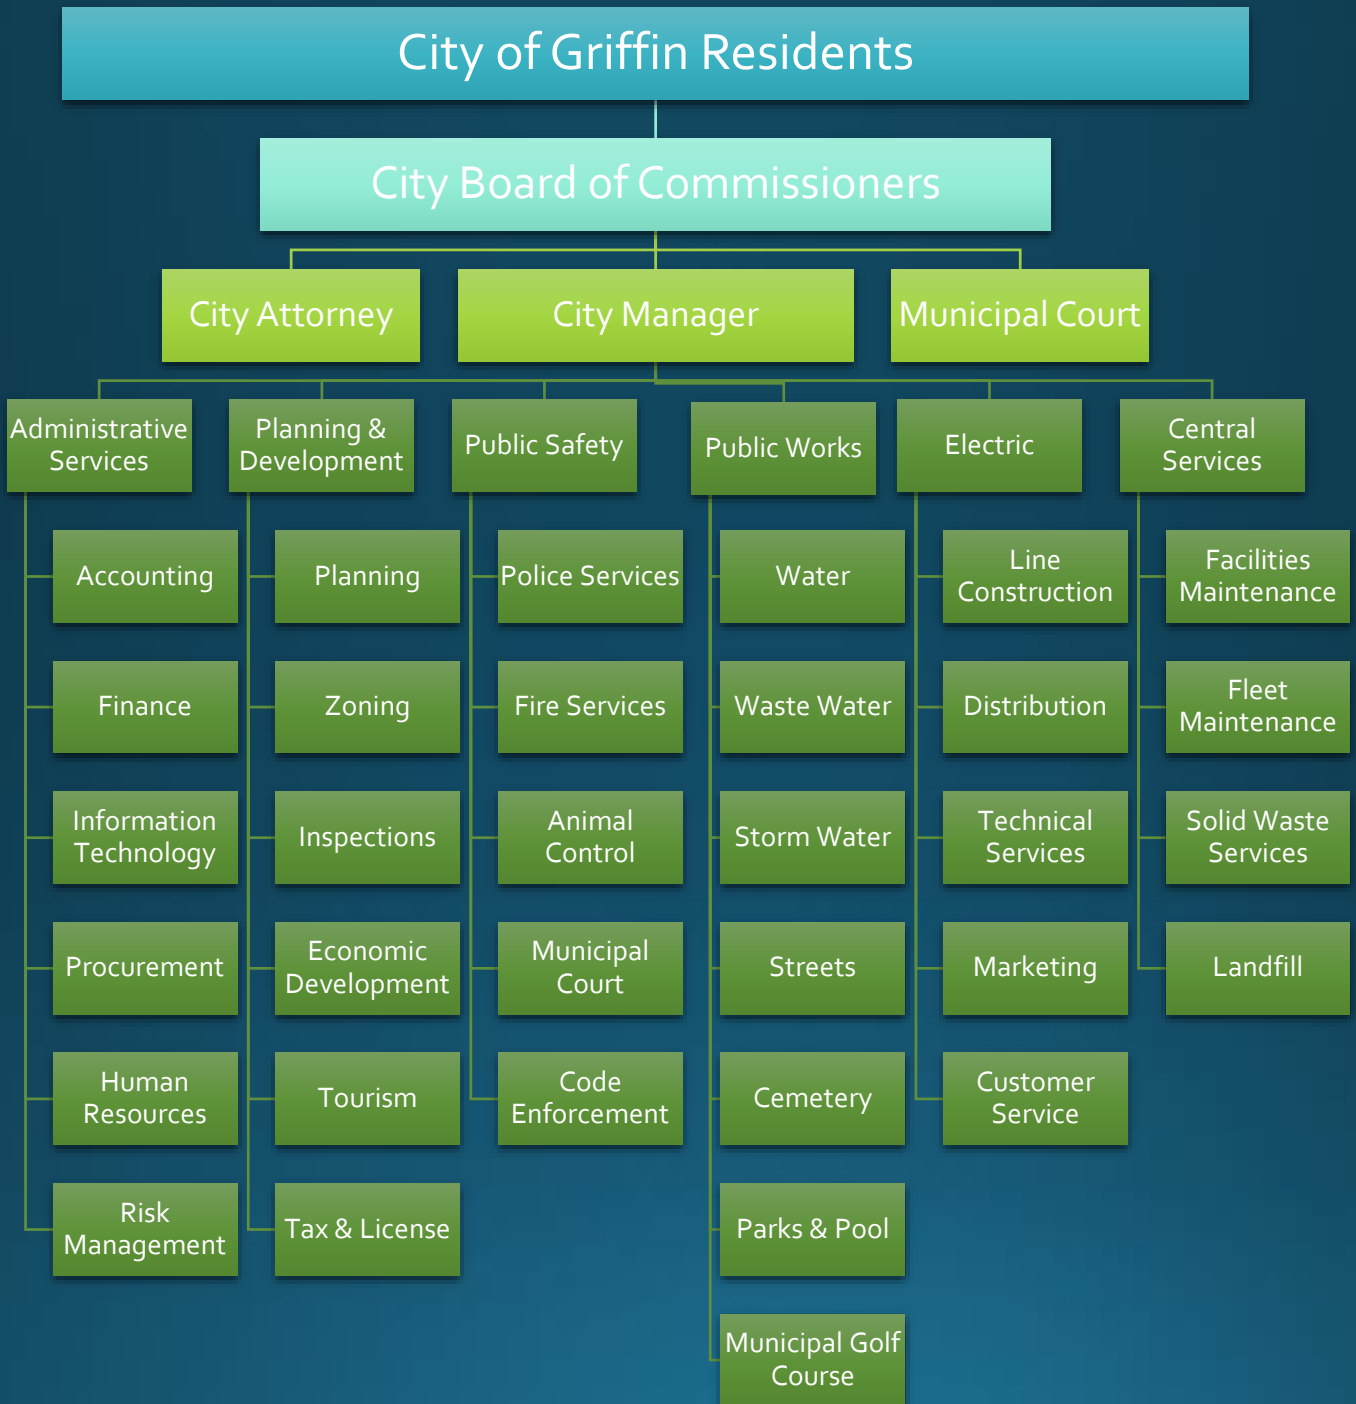 City of Griffin Residents
City Board of Commissioners
City Attorney
City Manager
Municipal Court
Administrative
Services
Planning &
Development
Public Safety
Public Works
Electric
Central
Services
Accounting
Planning
Police Services
Water
Line
Construction
Facilities
Maintenance
Finance
Zoning
Fire Services
Waste Water
Distribution
Fleet
Maintenance
Information
Technology
Inspections
Animal
Control
Storm Water
Technical
Services
Solid Waste
Services
Procurement
Economic
Development
Municipal
Court
Streets
Marketing
Landfill
Human
Resources
Tourism
Code
Enforcement
Cemetery
Customer
Service
Risk
Management
Tax & License
Parks & Pool
Municipal Golf
Course